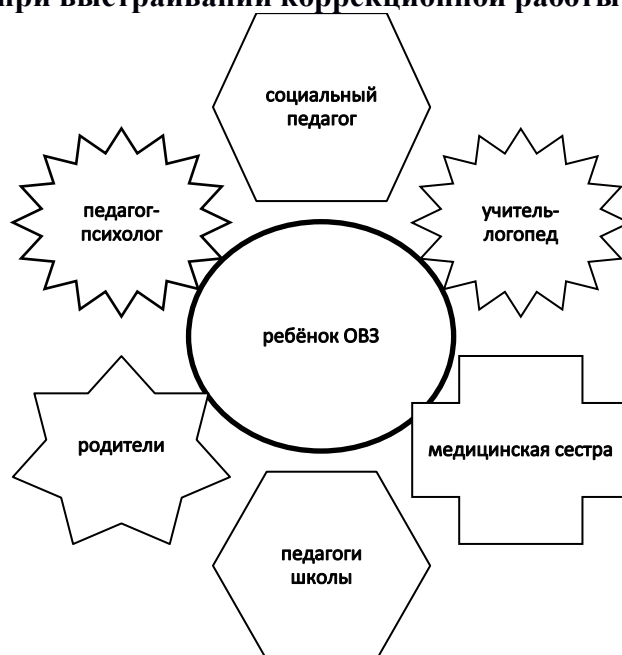 при выстраивании коррекционной работы
социальный
педагог
педагог-
психолог
учитель-
логопед
ребёнок ОВЗ
родители
медицинская сестра
педагоги
школы